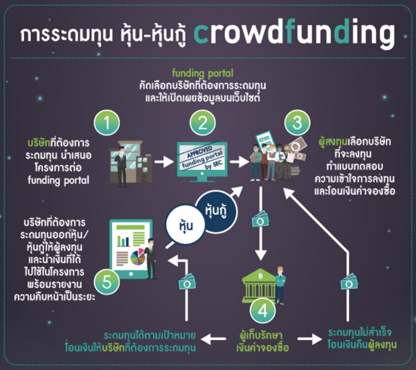 การระดมทุน หุ้น-หุ้นกู้ crowdfunding
funding portal
คัดเลือกบริษัทที่ต้องการระดมทุน
และให้เปิดเผยข้อมูลบนเว็บไซต์
1
2
3
บริษัทที่ต้องการ
ระดมทุน นำเสนอ
โครงการต่อ
funding portal
APPROVED
funding portal
by SEC
ผู้ลงทุนเลือกบริษัท
ที่จะลงทุน
ทำแบบทดสอบ
ความเข้าใจการลงทุน
และโอนเงินค่าจองซื้อ
หุ้น
หุ้นกู้
บริษัทที่ต้องการ
ระดมทุนออกหุ้น/
หุ้นกู้ให้ผู้ลงทุน
และนำเงินที่ได้
ไปใช้ในโครงการ
พร้อมรายงาน
ความคืบหน้าเป็นระยะ
5
4
ระดมทุนได้ตามเป้าหมาย
โอนเงินให้บริษัทที่ต้องการระดมทุน
ผู้เก็บรักษา
เงินค่าจองซื้อ
ระดมทุนไม่สำเร็จ
โอนเงินคืนผู้ลงทุน